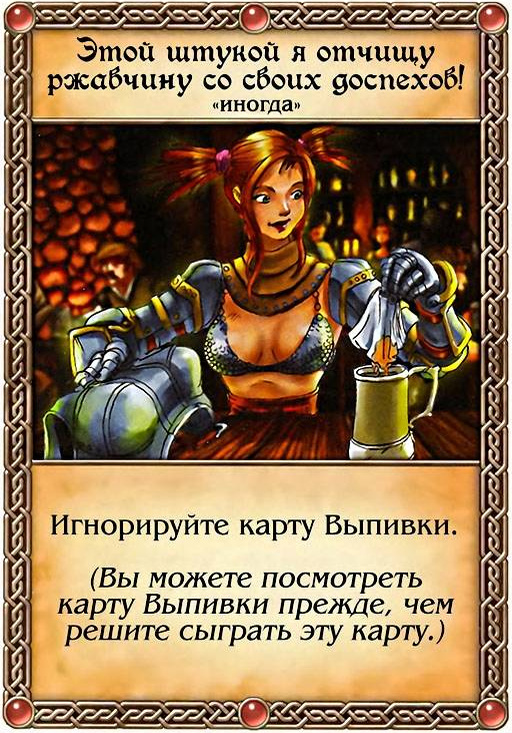 Этой штукой я отчищу
ржавчину со своих доспехов!
«иногда»
Игнорируйте карту Выпивки.
(Вы можете посмотреть
карту Выпивки прежде, чем
решите сыграть эту карту.)